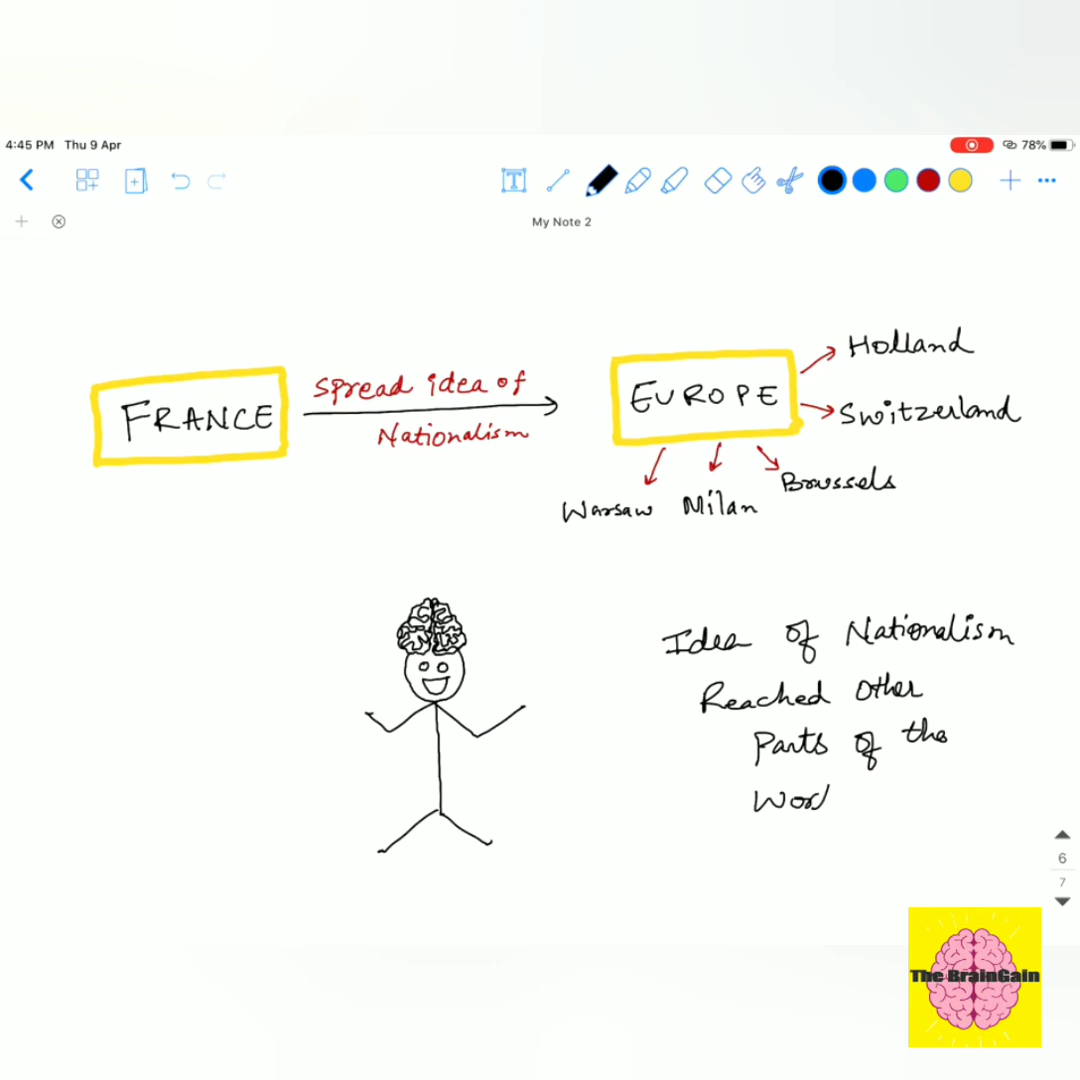 4:45 PM Thu 9 Apr
78%
My Note 2
FRANCE
Spread idea of
Nationalism
EUROPE
Holland
Switzerland
Brussels
Milan
Warsaw
Idea of Nationalism
Reached Other
Parts of the
Worl
6
7
The BrainGain